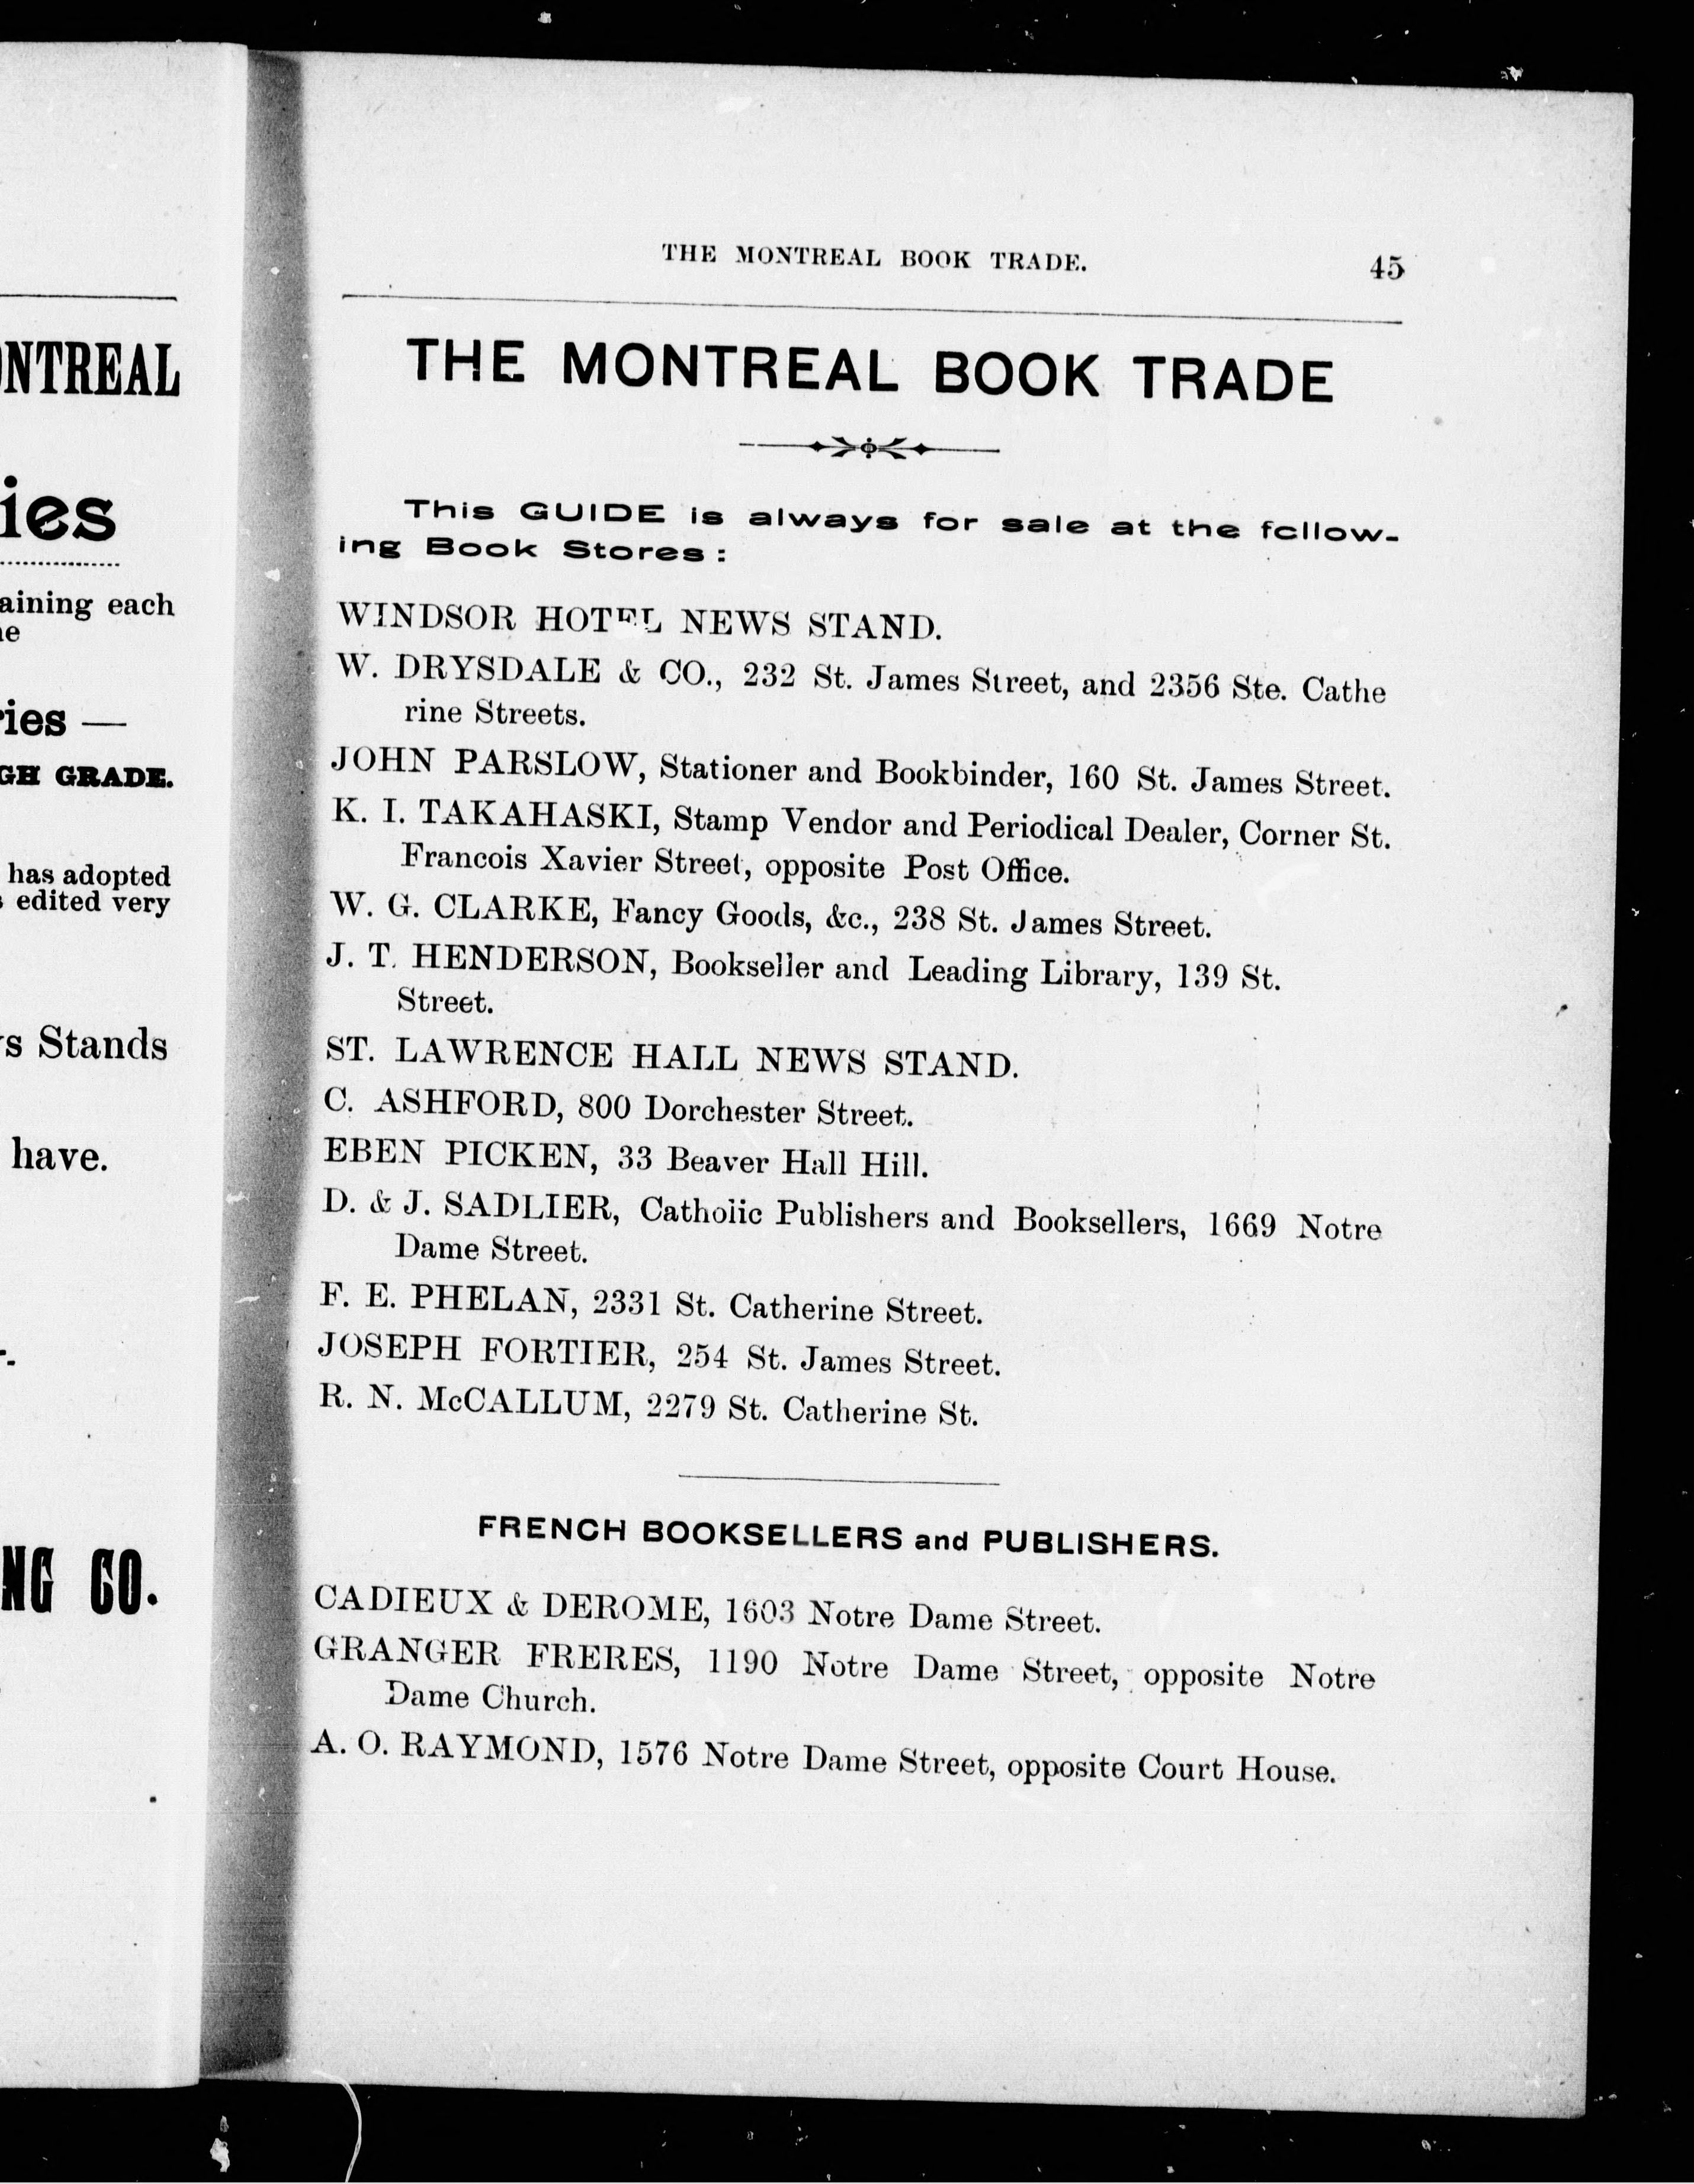 ONTREAL
ies
aining each
ries —
GH GRADE.
has adopted
edited very
s Stands
have.
NG CO.
THE MONTREAL BOOK TRADE.
45
THE MONTREAL BOOK TRADE
This GUIDE is always for sale at the fcllow-
ing Book Stores:
WINDSOR HOTEL NEWS STAND.
W. DRYSDALE & CO., 232 St. James Street, and 2356 Ste. Cathe
rine Streets.
JOHN PARSLOW, Stationer and Bookbinder, 160 St. James Street.
K. I. TAKAHASKI, Stamp Vendor and Periodical Dealer, Corner St.
Francois Xavier Street, opposite Post Office.
W. G. CLARKE, Fancy Goods, &c., 238 St. James Street.
J. T. HENDERSON, Bookseller and Leading Library, 139 St.
Street.
ST. LAWRENCE HALL NEWS STAND.
C. ASHFORD, 800 Dorchester Street.
EBEN PICKEN, 33 Beaver Hall Hill.
D. & J. SADLIER, Catholic Publishers and Booksellers, 1669 Notre
Dame Street.
F. E. PHELAN, 2331 St. Catherine Street.
JOSEPH FORTIER, 254 St. James Street.
R. N. McCALLUM, 2279 St. Catherine St.
FRENCH BOOKSELLERS and PUBLISHERS.
CADIEUX & DEROME, 1603 Notre Dame Street.
GRANGER FRERES, 1190 Notre Dame Street, opposite Notre
Dame Church.
A. O. RAYMOND, 1576 Notre Dame Street, opposite Court House.